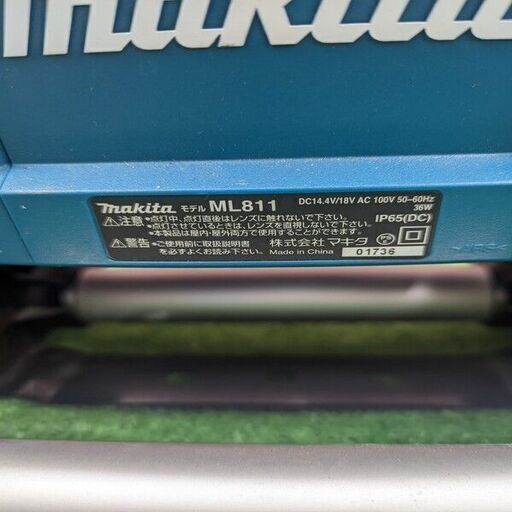 makita
makita モデル ML811 DC14.4V/18V AC 100V 50-60Hz
36W
⚠注意 •点灯中、点灯直後はレンズに触れないで下さい。 IP65(DC)
•点灯させているときは、レンズを直視しないで下さい。
•本製品は屋内・屋外両方で使用することができます。
⚠警告 •ご使用前に取扱説明書を必ずよくお読み下さい。
株式会社マキタ
Made in China
01736